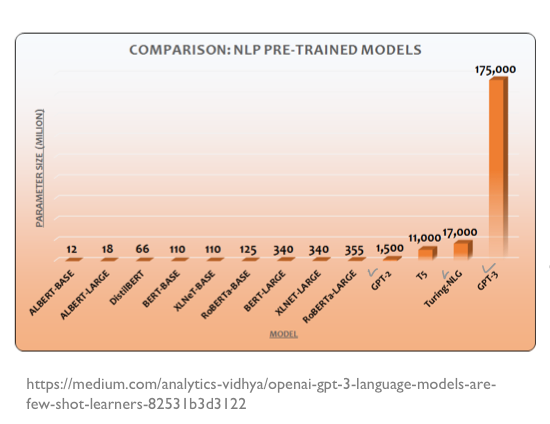 COMPARISON: NLP PRE-TRAINED MODELS
PARAMETER SIZE (MILION)
175,000
12 18 66 110 110 125 340 340 355 1,500 11,000 17,000
ALBERT-BASE
ALBERT-LARGE
DistilBERT
BERT-BASE
XLNeT-BASE
RoBERTa-BASE
BERT-LARGE
XLNET-LARGE
RoBERTa-LARGE
GPT-2
T5
Turing-NLG
GPT-3
MODEL
https://medium.com/analytics-vidhya/openai-gpt-3-language-models-are-
few-shot-learners-82531b3d3122